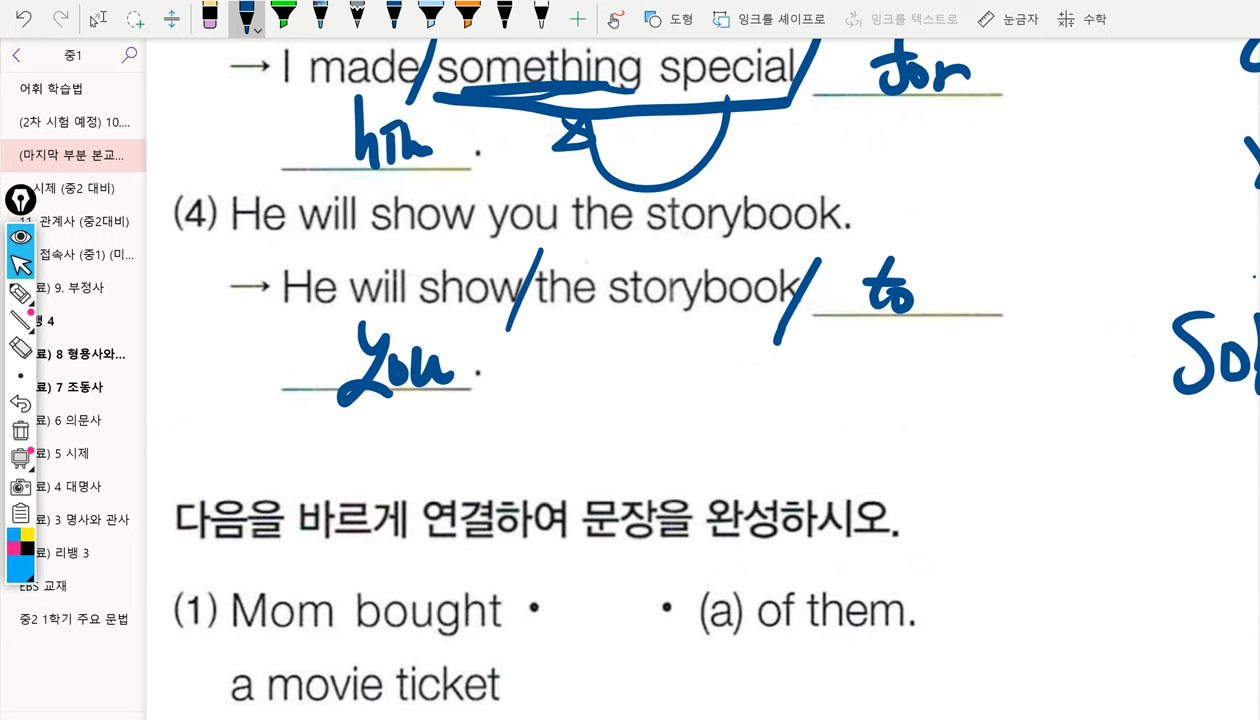 도형
잉크를 셰이프로
잉크를 텍스트로
눈금자
수학
중1
어휘 학습법
(2차 시험 예정) 10....
(마지막 부분 본교...
시제 (중2 대비)
관계사 (중2대비)
접속사 (중1) (미...
료) 9. 부정사
4
료) 8 형용사와...
료) 7 조동사
료) 6 의문사
료) 5 시제
료) 4 대명사
료) 3 명사와 관사
료) 리뱅 3
EBS 교재
중2 1학기 주요 문법
→ I made / something special / for
him .
(4) He will show you the storybook.
→ He will show / the storybook / to
you .
다음을 바르게 연결하여 문장을 완성하시오.
(1) Mom bought • • (a) of them.
a movie ticket